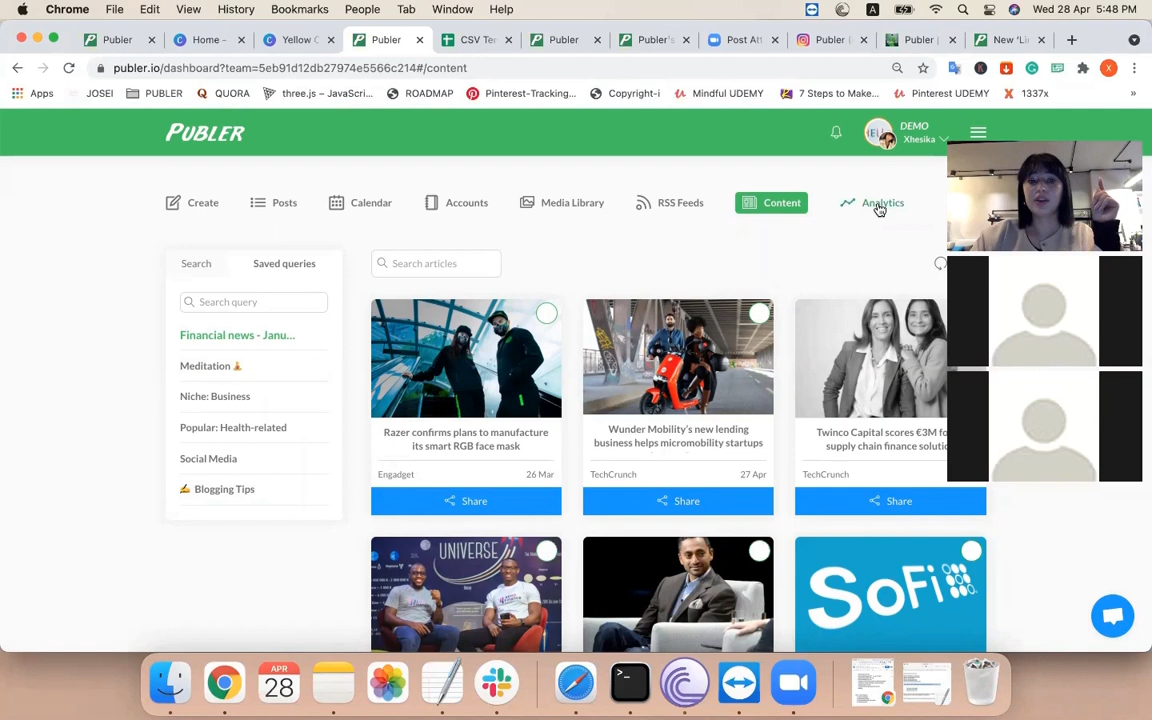 Chrome File Edit View History Bookmarks People Tab Window Help A Wed 28 Apr 5:48 PM
Publer Home – Yellow C Publer CSV Ter Publer Publer's Post Att Publer ( Publer | New 'Li
publer.io/dashboard?team=5eb91d12db27974e5566c214#/content X
Apps JOSEI PUBLER QUORA three.js – JavaScri... ROADMAP Pinterest-Tracking... Copyright-i Mindful UDEMY 7 Steps to Make... Pinterest UDEMY 1337x »
PUBLER
DEMO
Xhesika
Create Posts Calendar Accounts Media Library RSS Feeds Content Analytics
Search Saved queries
Search articles
Search query
Financial news - Janu...
Meditation
Niche: Business
Popular: Health-related
Social Media
Blogging Tips
Razer confirms plans to manufacture
its smart RGB face mask
Engadget 26 Mar
Share
Wunder Mobility's new lending
business helps micromobility startups
TechCrunch 27 Apr
Share
Twinco Capital scores €3M fo
supply chain finance soluti
TechCrunch
Share
UNIVERSE
SoFi
APR
28